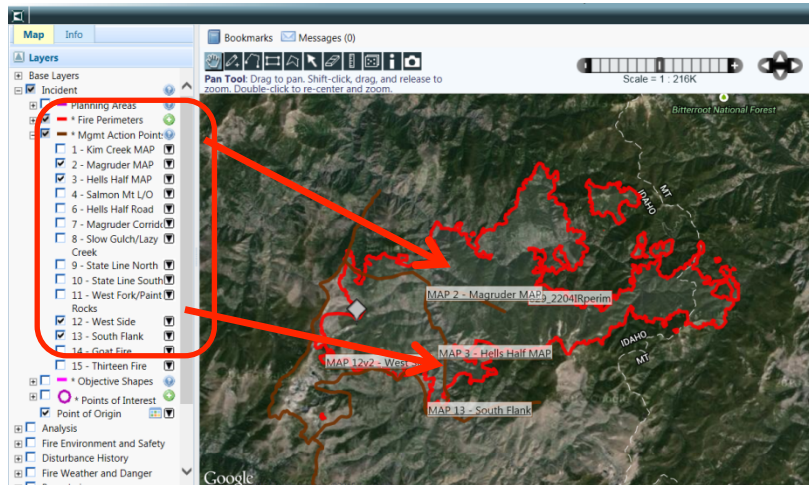 Map
Info
Bookmarks
Messages (0)
Layers
Base Layers
Incident
Planning Areas
* Fire Perimeters
* Mgmt Action Points
1 - Kim Creek MAP
2 - Magruder MAP
3 - Hells Half MAP
4 - Salmon Mt L/O
6 - Hells Half Road
7 - Magruder Corrido
8 - Slow Gulch/Lazy
Creek
9 - State Line North
10 - State Line South
11 - West Fork/Paint
Rocks
12 - West Side
13 - South Flank
14 - Goat Fire
15 - Thirteen Fire
* Objective Shapes
* Points of Interest
Point of Origin
Analysis
Fire Environment and Safety
Disturbance History
Fire Weather and Danger
Pan Tool: Drag to pan. Shift-click, drag, and release to
zoom. Double-click to re-center and zoom.
Scale = 1 : 216K
Bitterroot National Forest
MT
IDAHO
MAP 2 - Magruder MAP
2204IRperim
IDAHO
MT
MAP 3 - Hells Half MAP
MAP 12v2 - West
MAP 13 - South Flank
Google